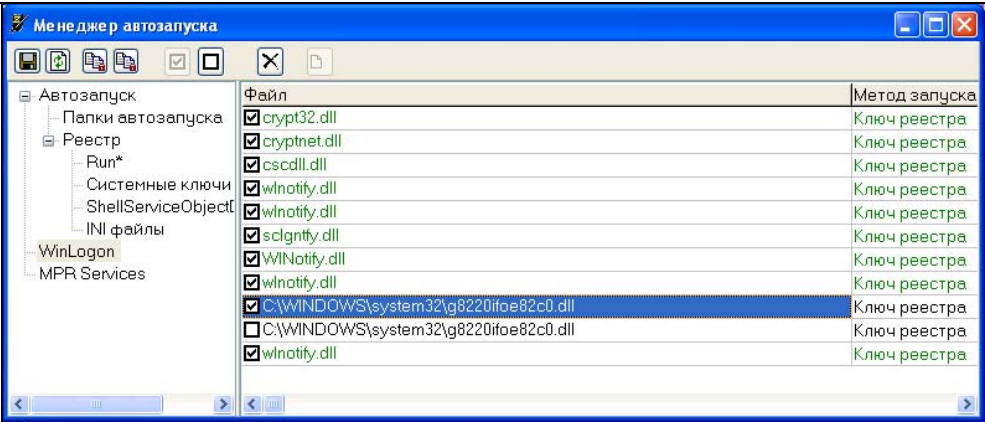 Менеджер автозапуска
Автозапуск
Папки автозапуска
Реестр
Run*
Системные ключи
ShellServiceObjectD
INI файлы
WinLogon
MPR Services
Файл Метод запуска
crypt32.dll Ключ реестра
cryptnet.dll Ключ реестра
cscdll.dll Ключ реестра
wlnotify.dll Ключ реестра
wlnotify.dll Ключ реестра
sclgntfy.dll Ключ реестра
WlNotify.dll Ключ реестра
wlnotify.dll Ключ реестра
C:\WINDOWS\system32\g8220ifoe82c0.dll Ключ реестра
C:\WINDOWS\system32\g8220ifoe82c0.dll Ключ реестра
wlnotify.dll Ключ реестра